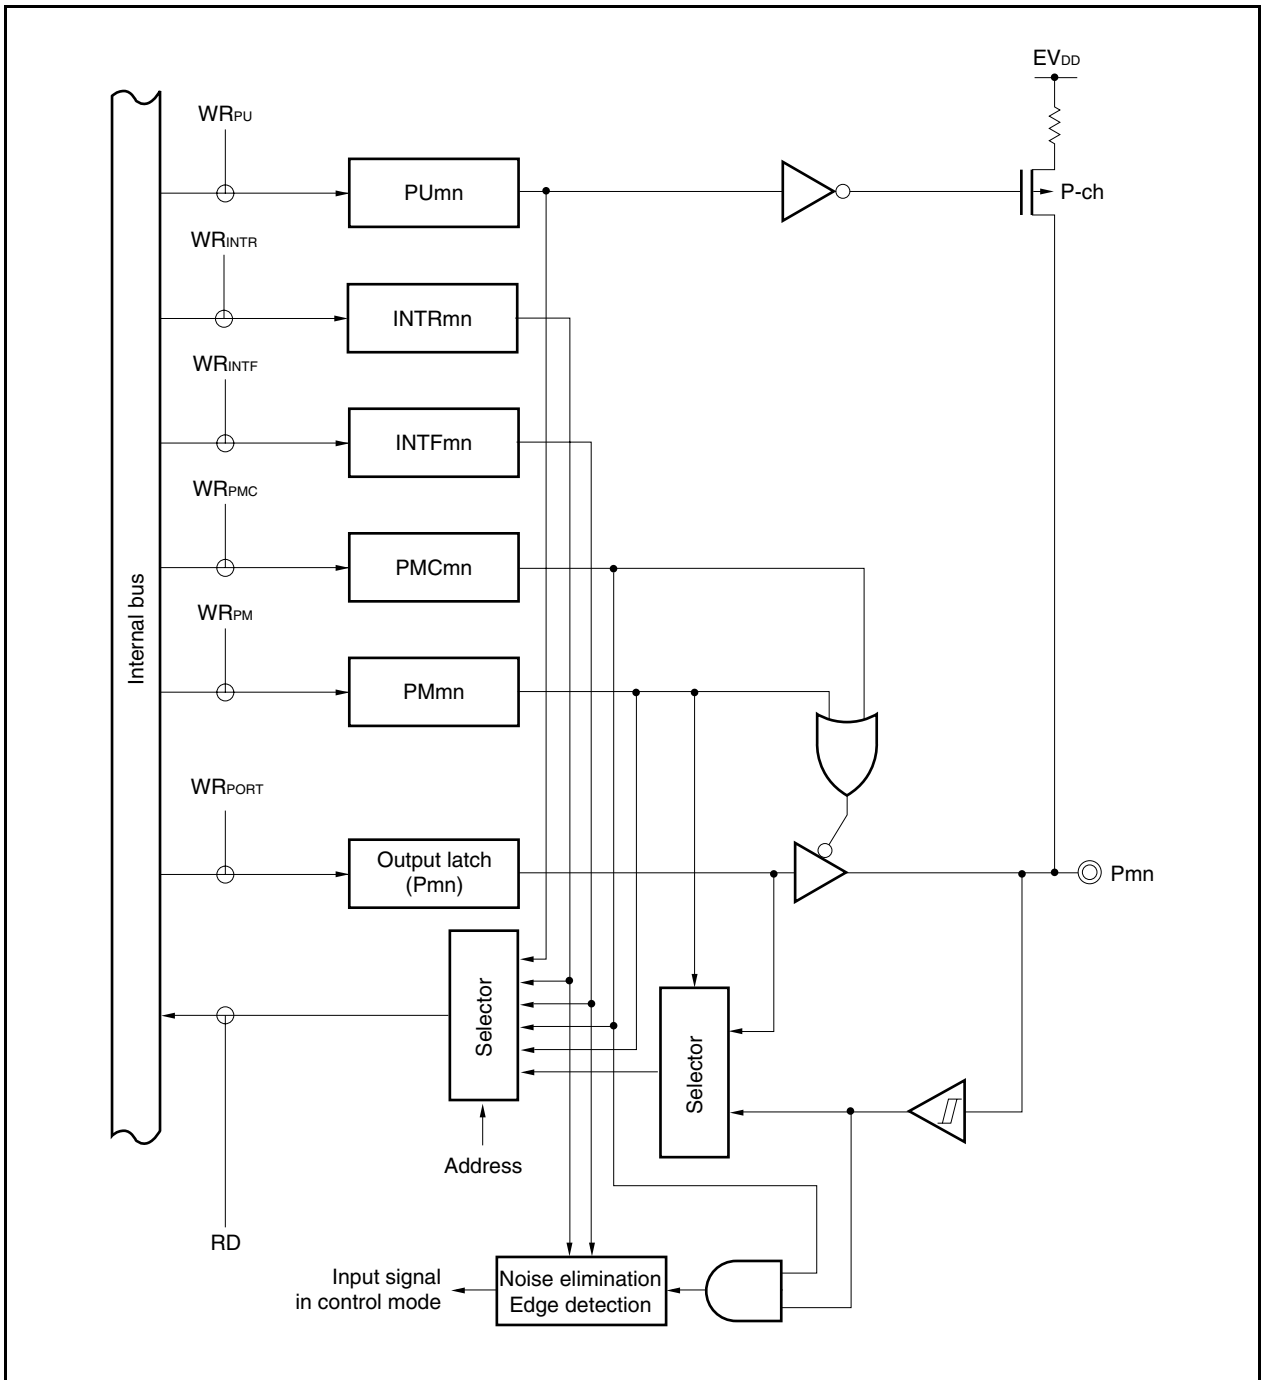 EVDD
WRPU
PUmn
P-ch
WRINTR
INTRmn
WRINTF
INTFmn
WRPMC
PMCmn
Internal bus
WRPM
PMmn
WRPORT
Output latch
(Pmn)
Pmn
Selector
Selector
Address
RD
Input signal
in control mode
Noise elimination
Edge detection